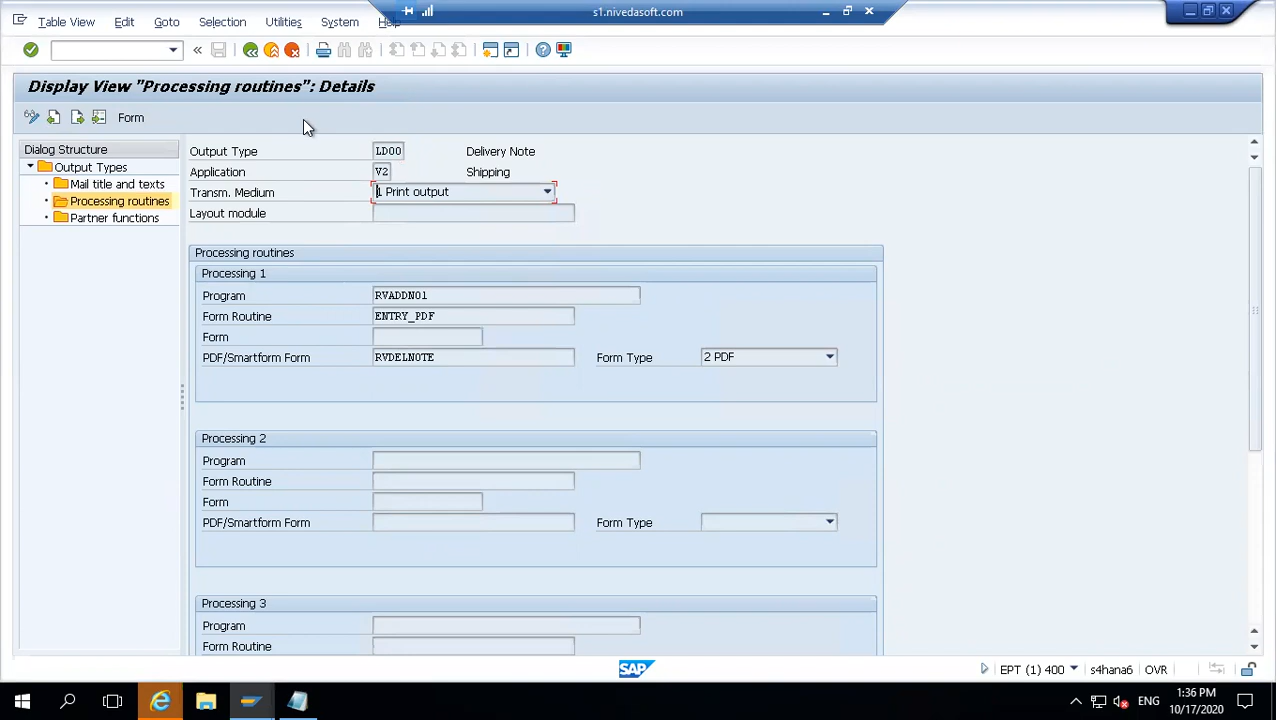 s1.nivedasoft.com
Table View Edit Goto Selection Utilities System Help
Display View "Processing routines": Details
Form
Dialog Structure
Output Types
Mail title and texts
Processing routines
Partner functions
Output Type LD00 Delivery Note
Application V2 Shipping
Transm. Medium 1 Print output
Layout module
Processing routines
Processing 1
Program RVADDN01
Form Routine ENTRY_PDF
Form
PDF/Smartform Form RVDELNOTE Form Type 2 PDF
Processing 2
Program
Form Routine
Form
PDF/Smartform Form Form Type
Processing 3
Program
Form Routine
SAP EPT (1) 400 s4hana6 OVR
ENG 1:36 PM
10/17/2020